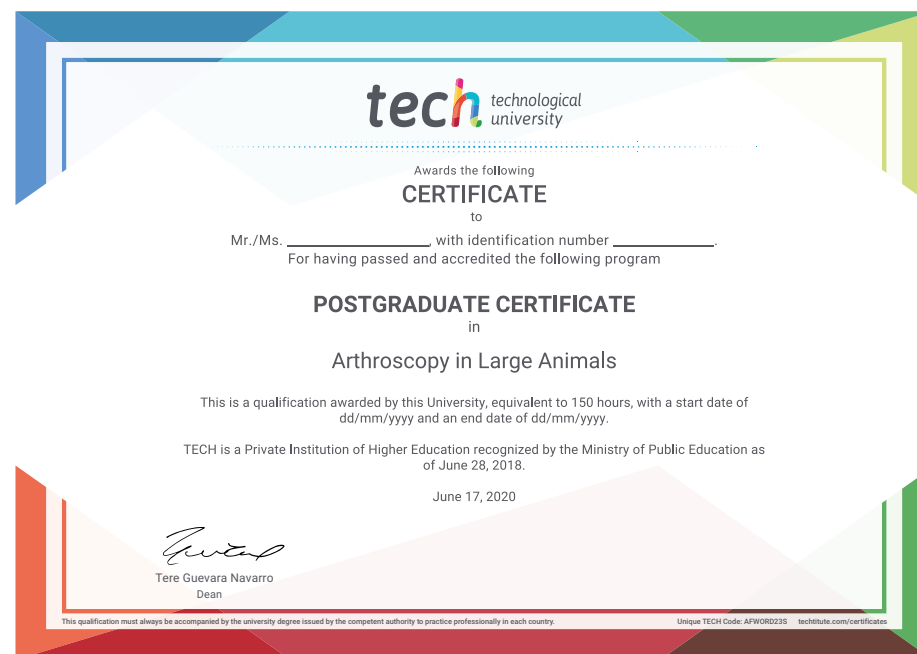 tech technological
university
Awards the following
CERTIFICATE
to
Mr./Ms. ____________________, with identification number ______________.
For having passed and accredited the following program
POSTGRADUATE CERTIFICATE
in
Arthroscopy in Large Animals
This is a qualification awarded by this University, equivalent to 150 hours, with a start date of
dd/mm/yyyy and an end date of dd/mm/yyyy.
TECH is a Private Institution of Higher Education recognized by the Ministry of Public Education as
of June 28, 2018.
June 17, 2020
Tere Guevara Navarro
Dean
This qualification must always be accompanied by the university degree issued by the competent authority to practice professionally in each country. Unique TECH Code: AFWORD23S techtitute.com/certificates